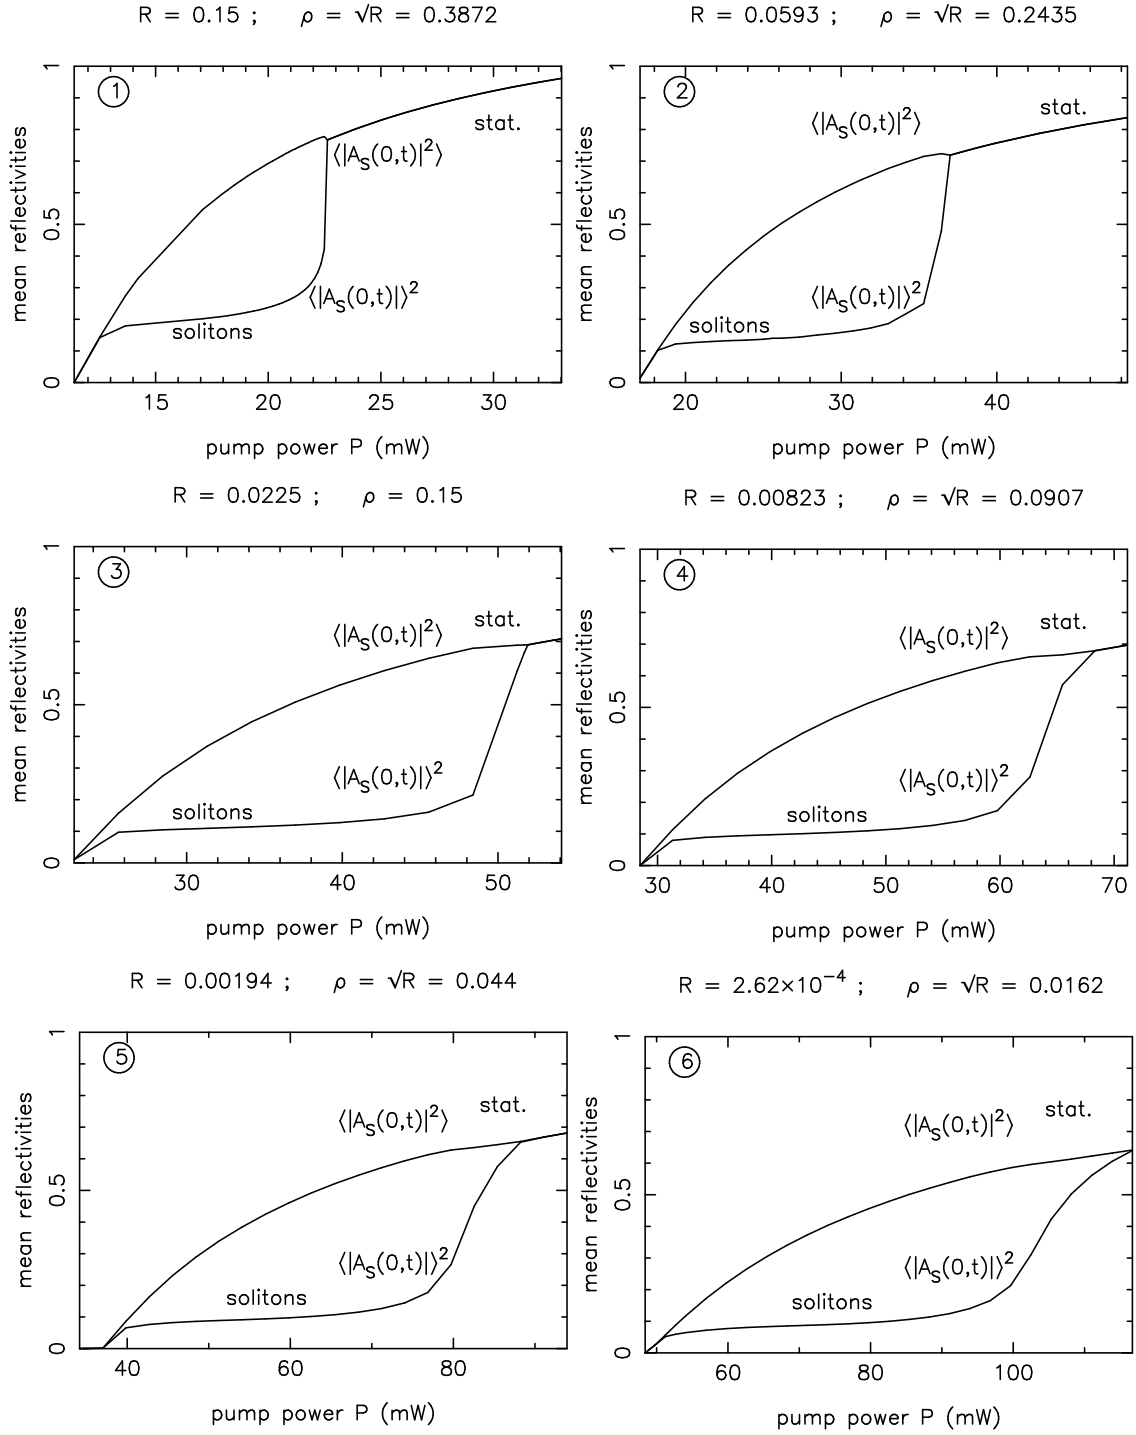 R = 0.15 ; ρ = √R = 0.3872
1
0.5
0
mean reflectivities
1
⟨|A_S(0,t)|²⟩
stat.
⟨|A_S(0,t)|⟩²
solitons
15 20 25 30
pump power P (mW)
R = 0.0593 ; ρ = √R = 0.2435
1
0.5
0
mean reflectivities
2
⟨|A_S(0,t)|²⟩
stat.
⟨|A_S(0,t)|⟩²
solitons
20 30 40
pump power P (mW)
R = 0.0225 ; ρ = 0.15
1
0.5
0
mean reflectivities
3
⟨|A_S(0,t)|²⟩
stat.
⟨|A_S(0,t)|⟩²
solitons
30 40 50
pump power P (mW)
R = 0.00823 ; ρ = √R = 0.0907
1
0.5
0
mean reflectivities
4
⟨|A_S(0,t)|²⟩
stat.
⟨|A_S(0,t)|⟩²
solitons
30 40 50 60 70
pump power P (mW)
R = 0.00194 ; ρ = √R = 0.044
1
0.5
0
mean reflectivities
5
⟨|A_S(0,t)|²⟩
stat.
⟨|A_S(0,t)|⟩²
solitons
40 60 80
pump power P (mW)
R = 2.62×10⁻⁴ ; ρ = √R = 0.0162
1
0.5
0
mean reflectivities
6
⟨|A_S(0,t)|²⟩
stat.
⟨|A_S(0,t)|⟩²
solitons
60 80 100
pump power P (mW)